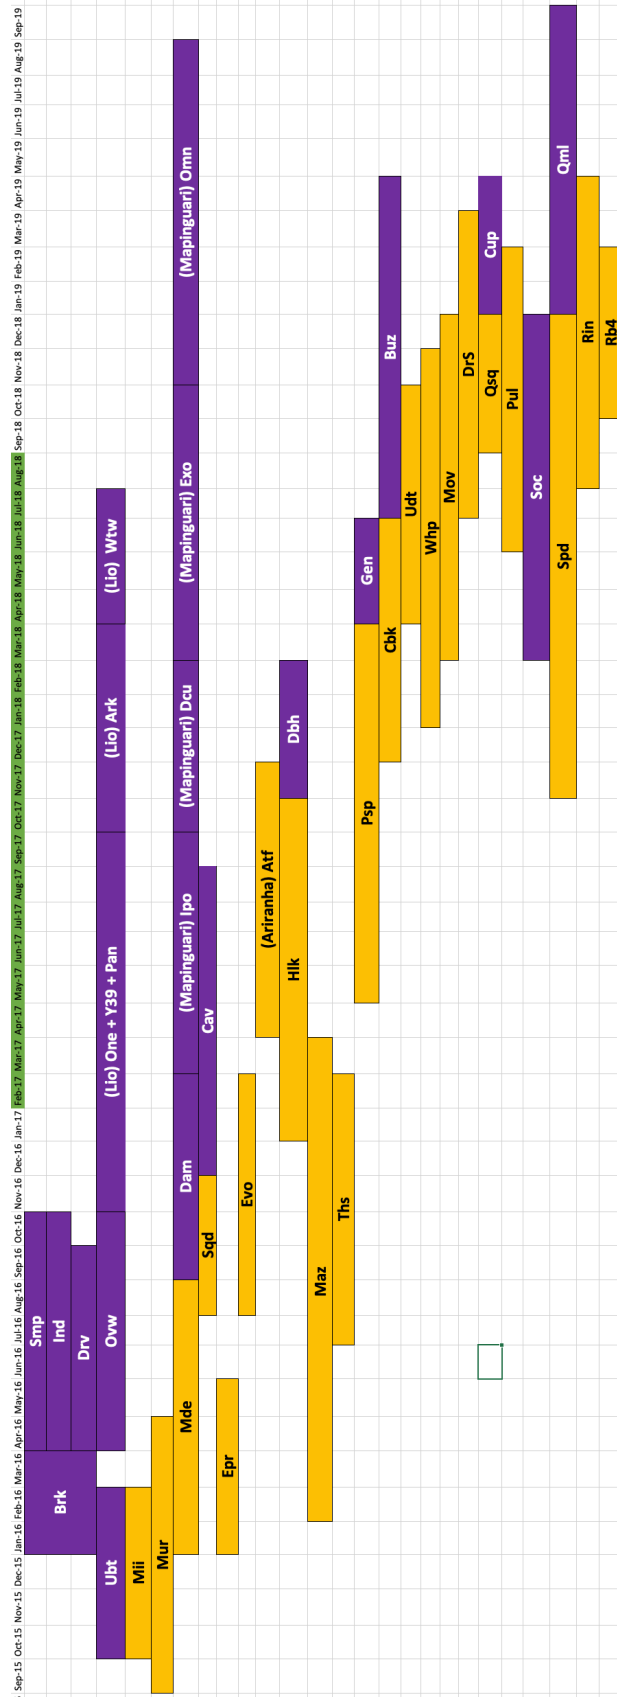 Sep-15 Oct-15 Nov-15 Dec-15 Jan-16 Feb-16 Mar-16 Apr-16 May-16 Jun-16 Jul-16 Aug-16 Sep-16 Oct-16 Nov-16 Dec-16 Jan-17 Feb-17 Mar-17 Apr-17 May-17 Jun-17 Jul-17 Aug-17 Sep-17 Oct-17 Nov-17 Dec-17 Jan-18 Feb-18 Mar-18 Apr-18 May-18 Jun-18 Jul-18 Aug-18 Sep-18 Oct-18 Nov-18 Dec-18 Jan-19 Feb-19 Mar-19 Apr-19 May-19 Jun-19 Jul-19 Aug-19 Sep-19
Smp
Brk
Ind
Drv
Ubt
Ovw
(Lio) One + Y39 + Pan
(Lio) Ark
(Lio) Wtw
Mii
Mur
Mde
Dam
(Mapinguari) Ipo
(Mapinguari) Dcu
(Mapinguari) Exo
(Mapinguari) Omn
Sqd
Cav
Epr
Evo
(Ariranha) Atf
Hlk
Dbh
Maz
Ths
Psp
Gen
Cbk
Buz
Udt
Whp
Mov
DrS
Qsq
Cup
Pul
Soc
Spd
Qml
Rin
Rb4